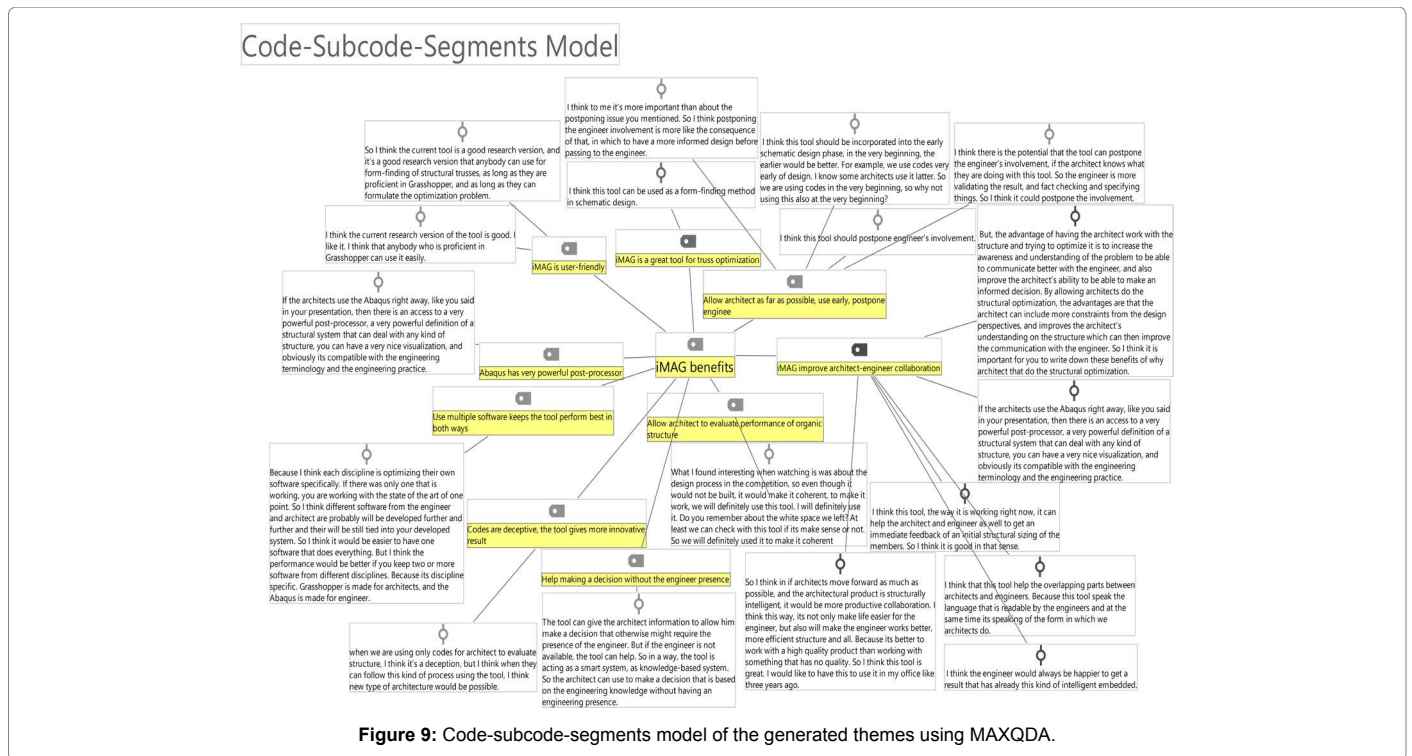 Code-Subcode-Segments Model
I think to me it's more important than about the
postponing issue you mentioned. So I think postponing
the engineer involvement is more like the consequence
of that, in which to have a more informed design before
passing to the engineer.
So I think the current tool is a good research version, and
it's a good research version that anybody can use for
form-finding of structural trusses, as long as they are
proficient in Grasshopper, and as long as they can
formulate the optimization problem.
I think this tool should be incorporated into the early
schematic design phase, in the very beginning, the
earlier would be better. For example, we use codes very
early of design. I know some architects use it latter. So
we are using codes in the very beginning, so why not
using this also at the very beginning?
I think there is the potential that the tool can postpone
the engineer's involvement, if the architect knows what
they are doing with this tool. So the engineer is more
validating the result, and fact checking and specifying
things. So I think it could postpone the involvement.
I think this tool can be used as a form-finding method
in schematic design.
I think the current research version of the tool is good. I
like it. I think that anybody who is proficient in
Grasshopper can use it easily.
I think this tool should postpone engineer's involvement.
But, the advantage of having the architect work with the
structure and trying to optimize it is to increase the
awareness and understanding of the problem to be able
to communicate better with the engineer, and also
improve the architect's ability to be able to make an
informed decision. By allowing architects do the
structural optimization, the advantages are that the
architect can include more constraints from the design
perspectives, and improves the architect's
understanding on the structure which can then improve
the communication with the engineer. So I think it is
important for you to write down these benefits of why
architect that do the structural optimization.
iMAG is user-friendly
iMAG is a great tool for truss optimization
Allow architect as far as possible, use early, postpone
enginee
If the architects use the Abaqus right away, like you said
in your presentation, then there is an access to a very
powerful post-processor, a very powerful definition of a
structural system that can deal with any kind of
structure, you can have a very nice visualization, and
obviously its compatible with the engineering
terminology and the engineering practice.
Abaqus has very powerful post-processor
iMAG benefits
iMAG improve architect-engineer collaboration
Use multiple software keeps the tool perform best in
both ways
Allow architect to evaluate performance of organic
structure
If the architects use the Abaqus right away, like you said
in your presentation, then there is an access to a very
powerful post-processor, a very powerful definition of a
structural system that can deal with any kind of
structure, you can have a very nice visualization, and
obviously its compatible with the engineering
terminology and the engineering practice.
Because I think each discipline is optimizing their own
software specifically. If there was only one that is
working, you are working with the state of the art of one
point. So I think different software from the engineer
and architect are probably will be developed further and
further and their will be still tied into your developed
system. So I think it would be easier to have one
software that does everything. But I think the
performance would be better if you keep two or more
software from different disciplines. Because its discipline
specific. Grasshopper is made for architects, and the
Abaqus is made for engineer.
What I found interesting when watching is was about the
design process in the competition, so even though it
would not be built, it would make it coherent, to make it
work, we will definitely use this tool. I will definitely use
it. Do you remember about the white space we left? At
least we can check with this tool if its make sense or not.
So we will definitely used it to make it coherent
I think this tool, the way it is working right now, it can
help the architect and engineer as well to get an
immediate feedback of an initial structural sizing of the
members. So I think it is good in that sense.
Codes are deceptive, the tool gives more innovative
result
Help making a decision without the engineer presence
So I think in if architects move forward as much as
possible, and the architectural product is structurally
intelligent, it would be more productive collaboration. I
think this way, its not only make life easier for the
engineer, but also will make the engineer works better,
more efficient structure and all. Because its better to
work with a high quality product than working with
something that has no quality. So I think this tool is
great. I would like to have this to use it in my office like
three years ago.
I think that this tool help the overlapping parts between
architects and engineers. Because this tool speak the
language that is readable by the engineers and at the
same time its speaking of the form in which we
architects do.
The tool can give the architect information to allow him
make a decision that otherwise might require the
presence of the engineer. But if the engineer is not
available, the tool can help. So in a way, the tool is
acting as a smart system, as knowledge-based system.
So the architect can use to make a decision that is based
on the engineering knowledge without having an
engineering presence.
when we are using only codes for architect to evaluate
structure, I think it's a deception, but I think when they
can follow this kind of process using the tool, I think
new type of architecture would be possible.
I think the engineer would always be happier to get a
result that has already this kind of intelligent embedded.
Figure 9: Code-subcode-segments model of the generated themes using MAXQDA.